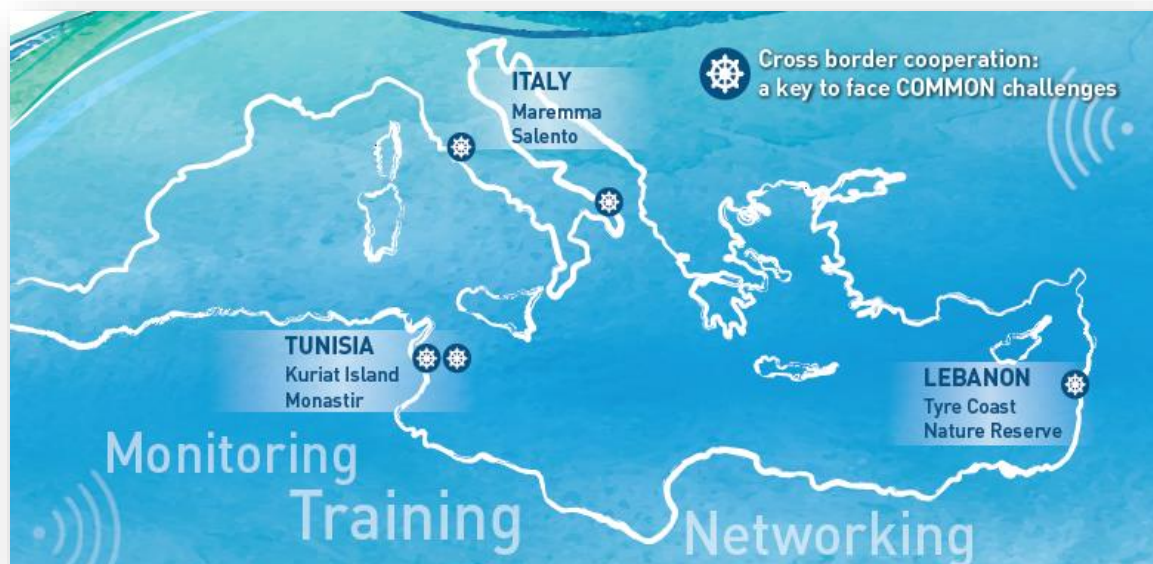 Cross border cooperation:
a key to face COMMON challenges
ITALY
Maremma
Salento
TUNISIA
Kuriat Island
Monastir
LEBANON
Tyre Coast
Nature Reserve
Monitoring
Training
Networking